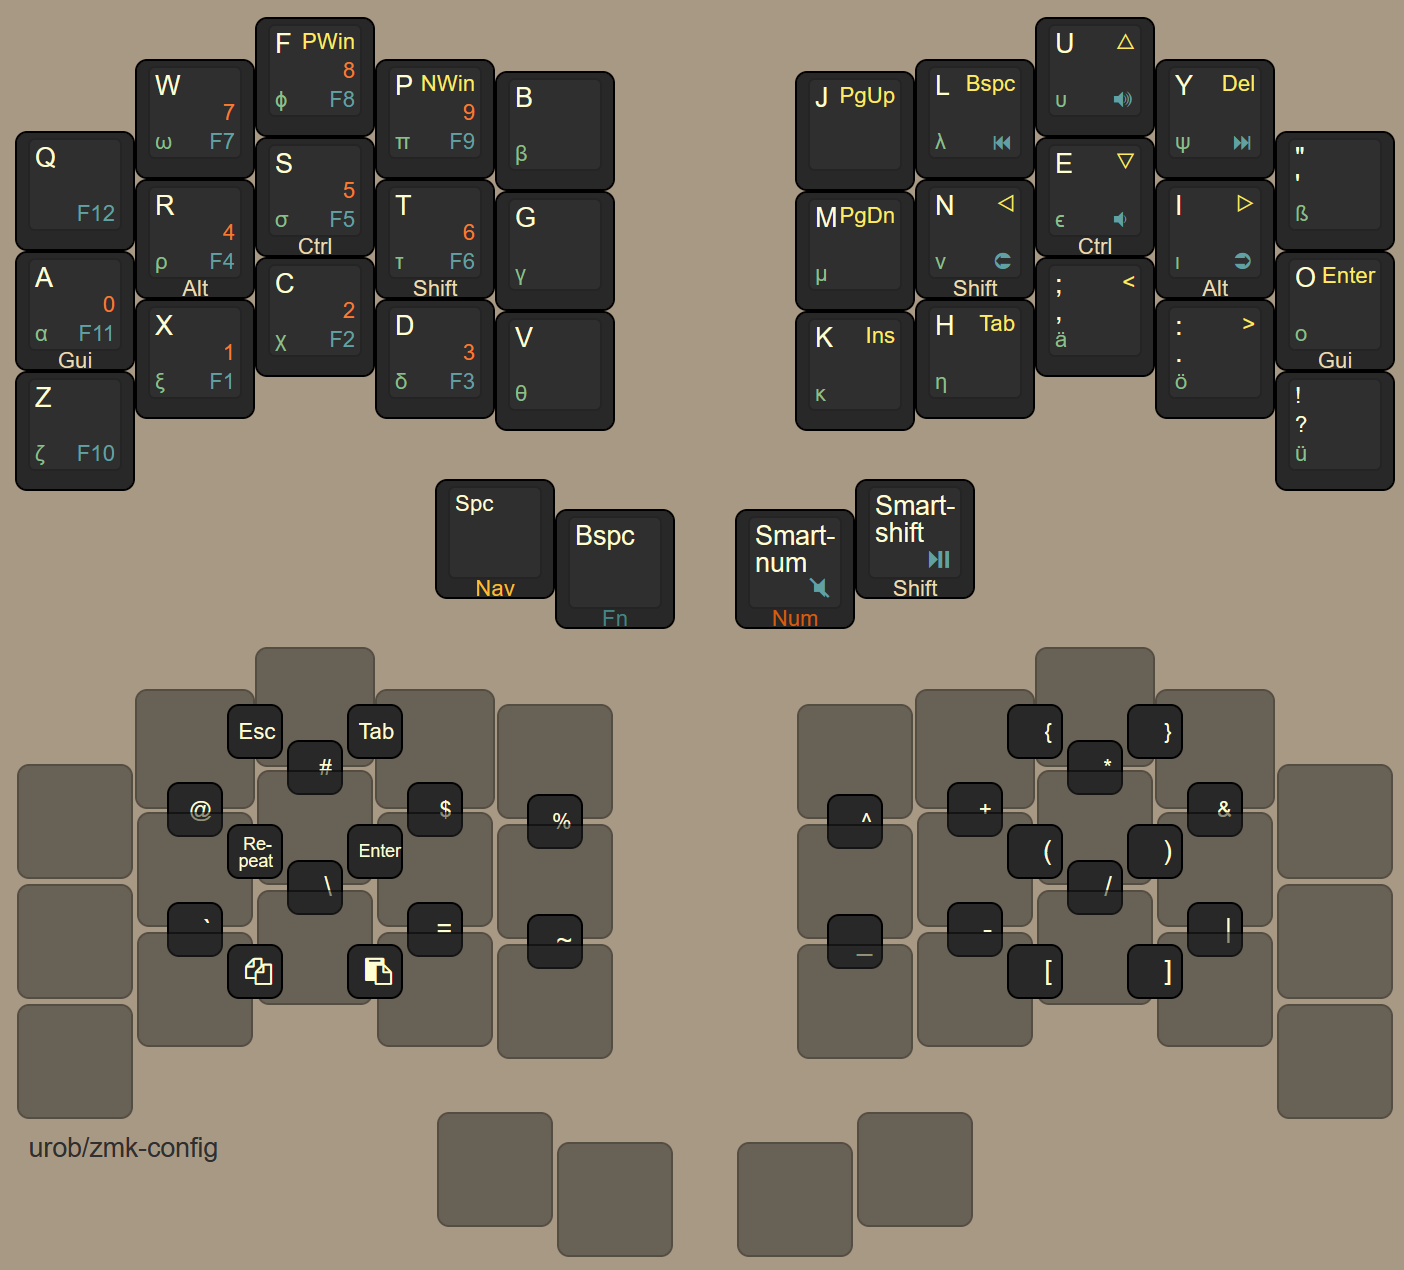 Q
F12
A
0
α F11
Gui
Z
ζ F10
W
7
ω F7
R
4
ρ F4
Alt
X
1
ξ F1
F PWin
8
ϕ F8
S
5
σ F5
Ctrl
C
2
χ F2
P NWin
9
π F9
T
6
τ F6
Shift
D
3
δ F3
B
β
G
γ
V
θ
J PgUp
M PgDn
μ
K Ins
κ
L Bspc
λ
N
ν
Shift
H Tab
η
U
υ
E
ϵ
Ctrl
; <
,
ä
Y Del
ψ
I
ι
Alt
: >
.
ö
"
'
ß
O Enter
ο
Gui
!
?
ü
Spc
Nav
Bspc
Fn
Smart-
num
Num
Smart-
shift
Shift
Esc
Tab
#
@
$
%
Re-
peat
Enter
\
`
=
~
{
}
*
+
&
^
(
)
/
-
|
_
[
]
urob/zmk-config